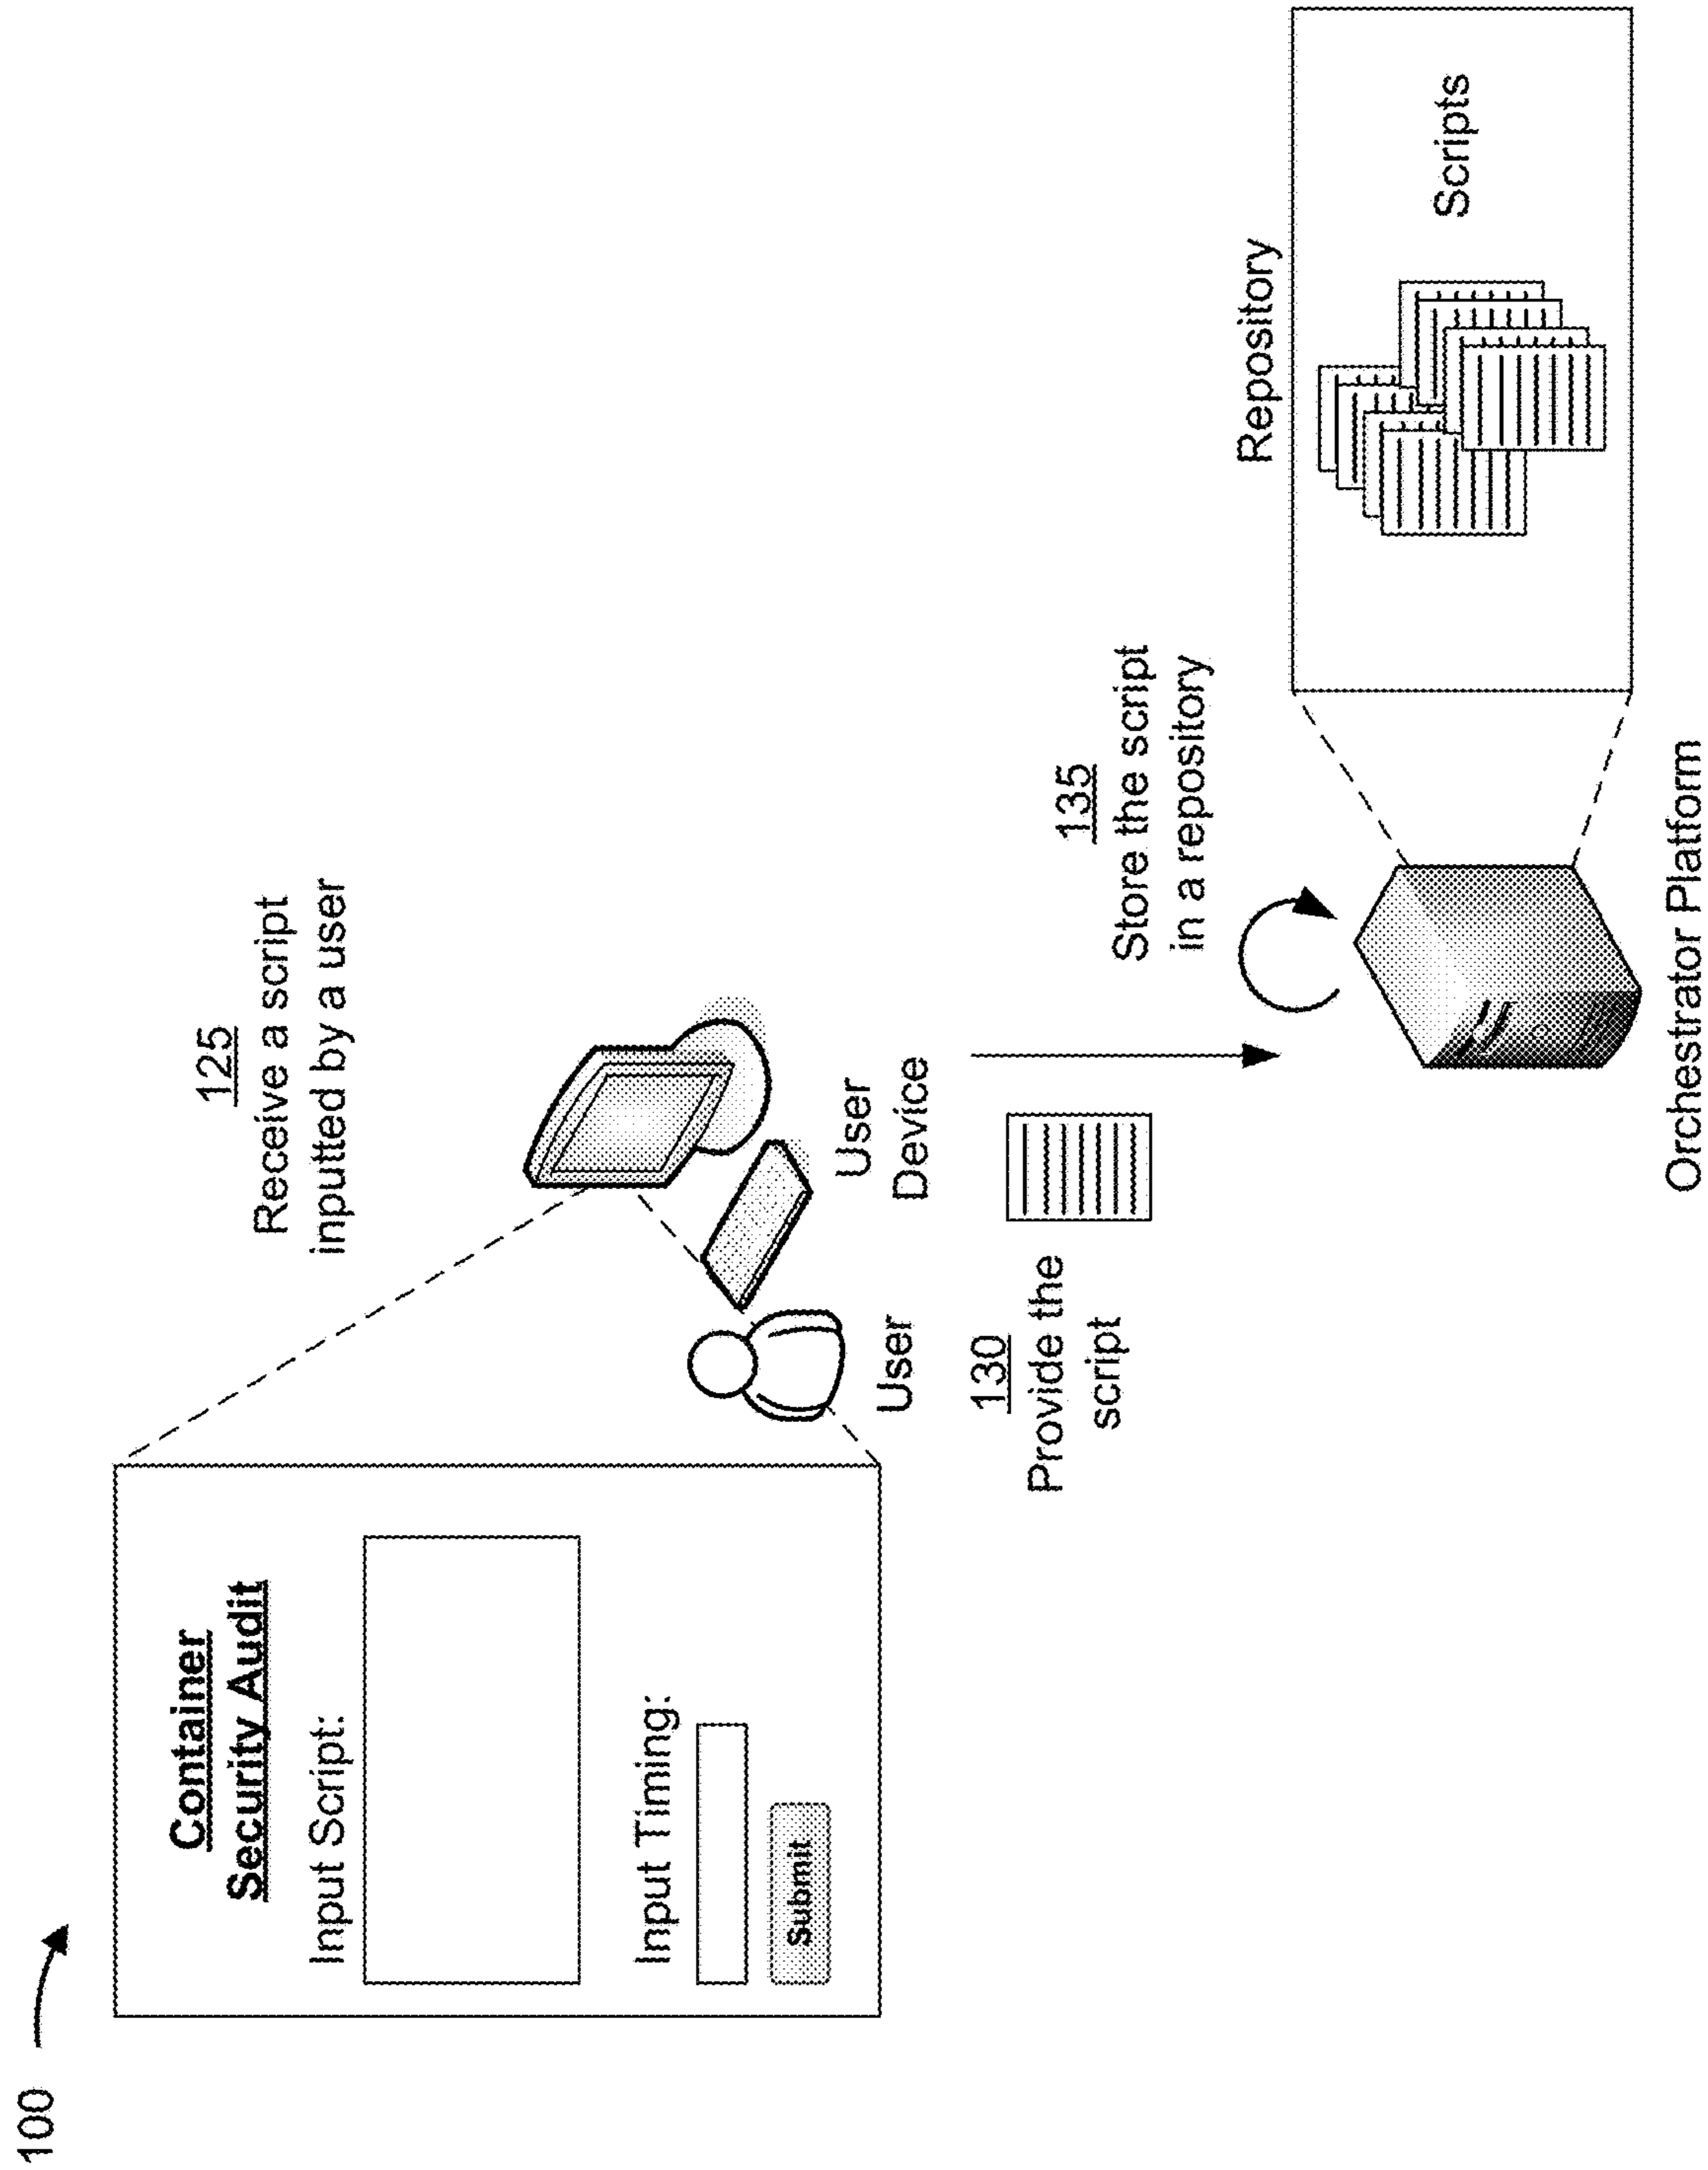 100
Container
Security Audit
Input Script:
Input Timing:
Submit
125
Receive a script
inputted by a user
User
User
Device
130
Provide the
script
135
Store the script
in a repository
Orchestrator Platform
Repository
Scripts